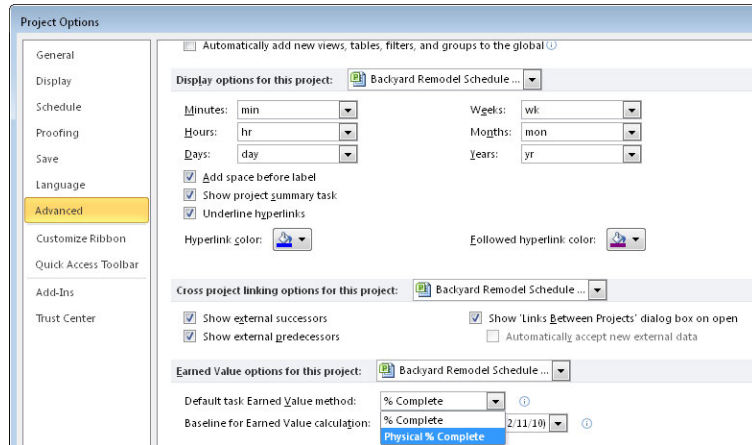 Project Options
General
Display
Schedule
Proofing
Save
Language
Advanced
Customize Ribbon
Quick Access Toolbar
Add-Ins
Trust Center
Automatically add new views, tables, filters, and groups to the global
Display options for this project: Backyard Remodel Schedule ...
Minutes: min Weeks: wk
Hours: hr Months: mon
Days: day Years: yr
Add space before label
Show project summary task
Underline hyperlinks
Hyperlink color: Followed hyperlink color:
Cross project linking options for this project: Backyard Remodel Schedule ...
Show external successors Show 'Links Between Projects' dialog box on open
Show external predecessors Automatically accept new external data
Earned Value options for this project: Backyard Remodel Schedule ...
Default task Earned Value method: % Complete
Baseline for Earned Value calculation: % Complete 2/11/10)
Physical % Complete